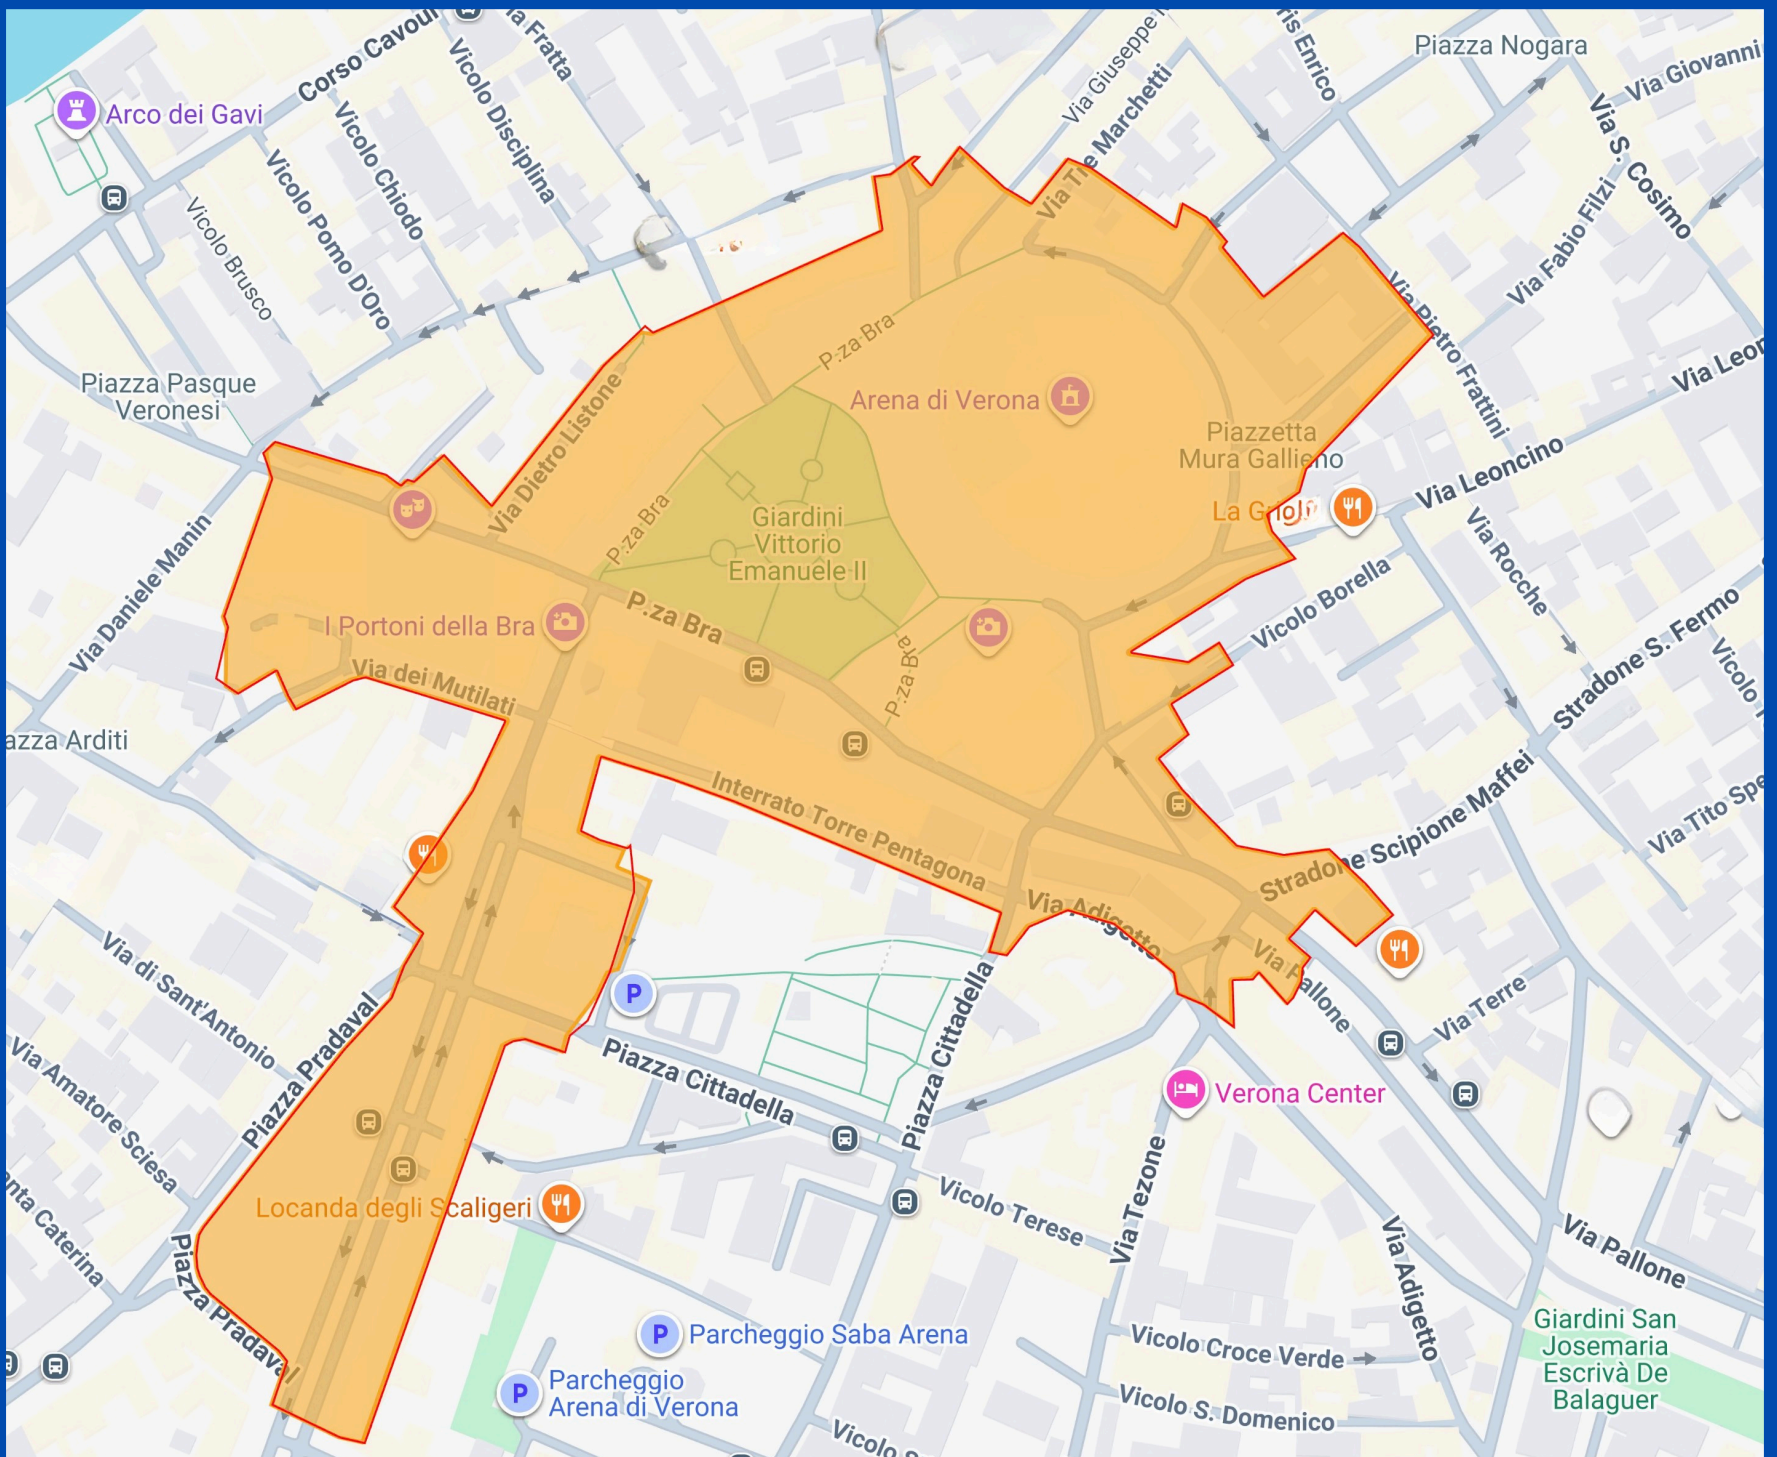 Corso Cavour
Vicolo Disciplina
Via Giuseppe
Via Tre Marchetti
Piazza Nogara
Via Giovanni
Via S. Cosimo
Arco dei Gavi
Vicolo Chiodo
Vicolo Pomo D'Oro
Vicolo Brusco
Via Fabio Filzi
Via Pietro Frattini
Via Leon
Piazza Pasque
Veronesi
Via Dietro Listone
P.za Bra
Arena di Verona
Piazzetta
Mura Gallieno
Via Leoncino
Via Daniele Manin
P.za Bra
Giardini
Vittorio
Emanuele II
Via Rocche
Vicolo Borella
Stradone S. Fermo
Vicolo
I Portoni della Bra
P.za Bra
P.za Bra
Via dei Mutilati
azza Arditi
Interrato Torre Pentagona
Stradone Scipione Maffei
Via Tito Spe
Via Adigetto
Via Pallone
Via Terre
Via di Sant'Antonio
Piazza Pradaval
P
Piazza Cittadella
Piazza Cittadella
Via Amatore Sciesa
Verona Center
nta Caterina
Locanda degli Scaligeri
Vicolo Terese
Via Tezone
Via Adigetto
Via Pallone
Piazza Pradaval
P Parcheggio Saba Arena
P Parcheggio
Arena di Verona
Vicolo Croce Verde
Vicolo S. Domenico
Vicolo S
Giardini San
Josemaria
Escrivà De
Balaguer